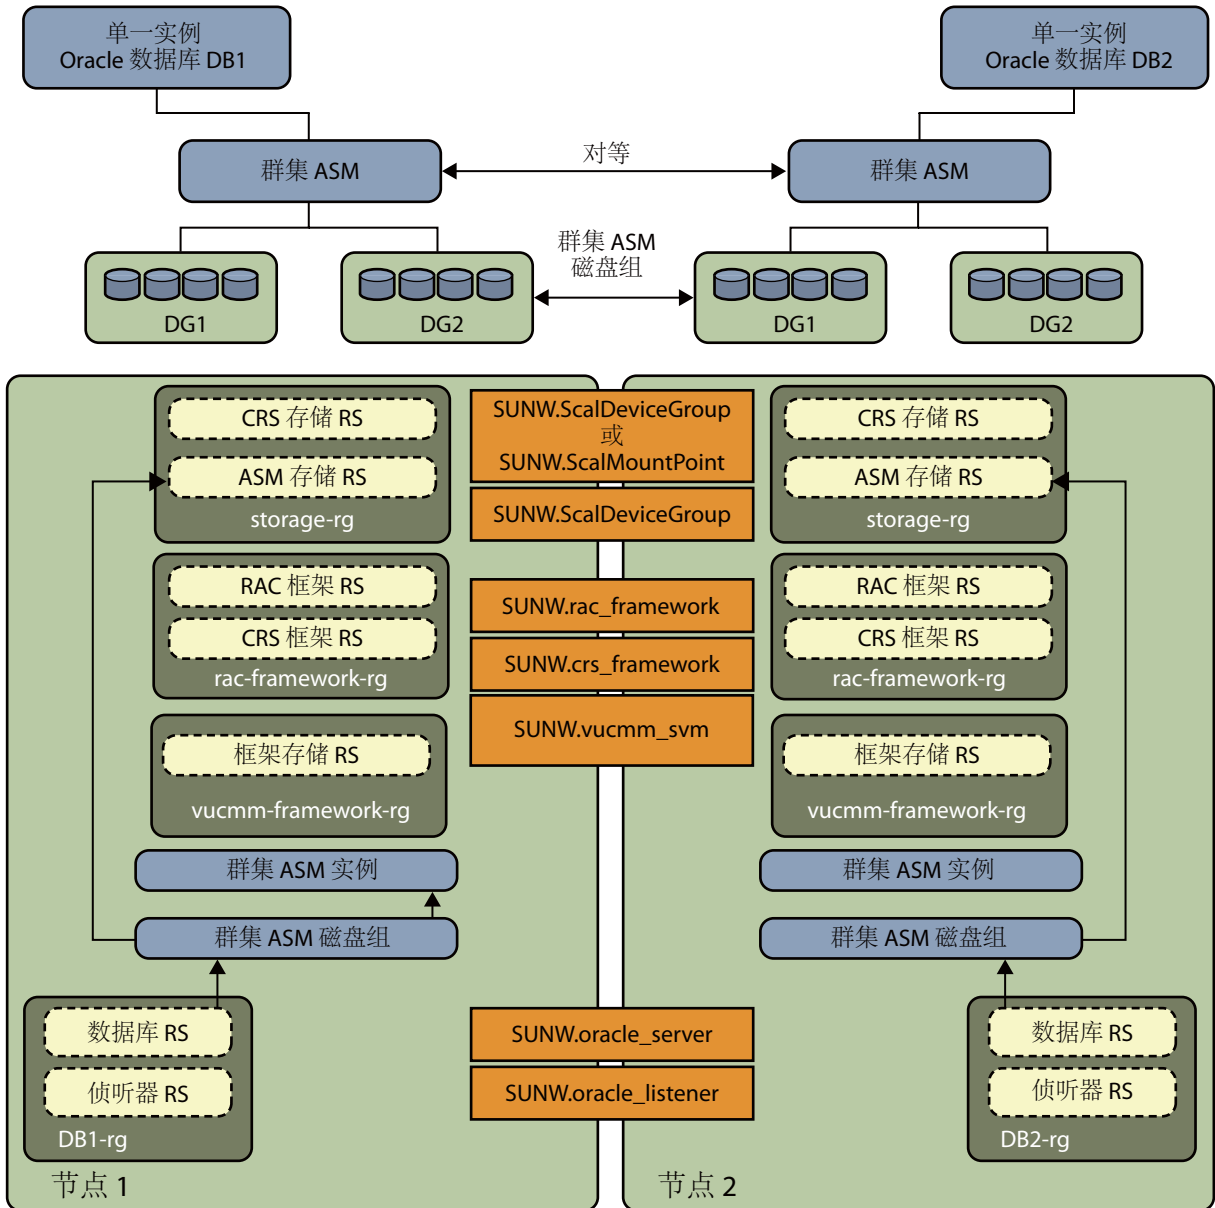 单一实例
Oracle 数据库 DB1
单一实例
Oracle 数据库 DB2
群集 ASM
对等
群集 ASM
群集 ASM
磁盘组
DG1
DG2
DG1
DG2
CRS 存储 RS
ASM 存储 RS
storage-rg
SUNW.ScalDeviceGroup
或
SUNW.ScalMountPoint
SUNW.ScalDeviceGroup
CRS 存储 RS
ASM 存储 RS
storage-rg
RAC 框架 RS
CRS 框架 RS
rac-framework-rg
SUNW.rac_framework
SUNW.crs_framework
SUNW.vucmm_svm
RAC 框架 RS
CRS 框架 RS
rac-framework-rg
框架存储 RS
vucmm-framework-rg
框架存储 RS
vucmm-framework-rg
群集 ASM 实例
群集 ASM 实例
群集 ASM 磁盘组
群集 ASM 磁盘组
数据库 RS
侦听器 RS
DB1-rg
SUNW.oracle_server
SUNW.oracle_listener
数据库 RS
侦听器 RS
DB2-rg
节点 1
节点 2